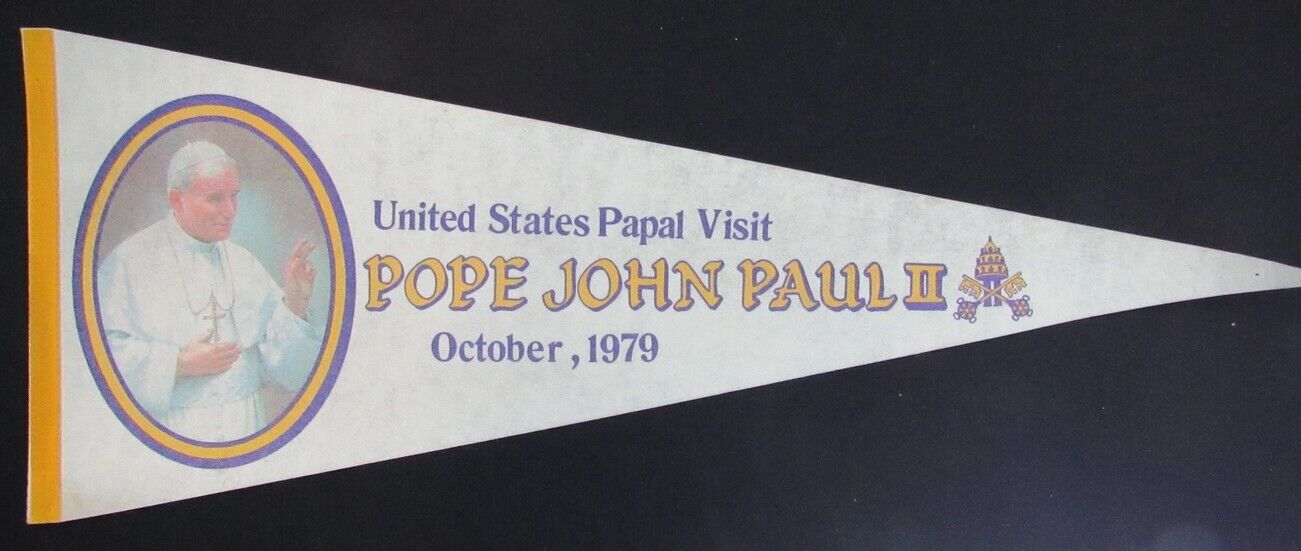 United States Papal Visit
POPE JOHN PAUL II
October, 1979